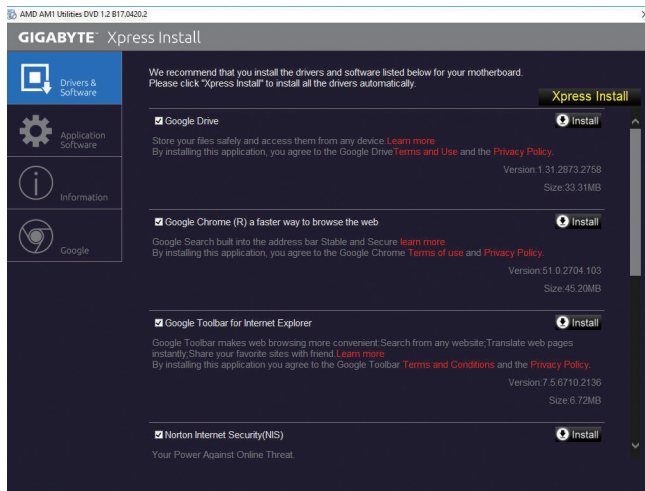 AMD AM1 Utilities DVD 1.2 B17.0420.2
GIGABYTE™ Xpress Install
Drivers &
Software
Application
Software
Information
Google
We recommend that you install the drivers and software listed below for your motherboard.
Please click "Xpress Install" to install all the drivers automatically.
Xpress Install
Google Drive
Install
Store your files safely and access them from any device.Learn more
By installing this application, you agree to the Google DriveTerms and Use and the Privacy Policy.
Version:1.31.2873.2758
Size:33.31MB
Google Chrome (R) a faster way to browse the web
Install
Google Search built into the address bar Stable and Secure learn more
By installing this application, you agree to the Google Chrome Terms of use and Privacy Policy.
Version:51.0.2704.103
Size:45.20MB
Google Toolbar for Internet Explorer
Install
Google Toolbar makes web browsing more convenient:Search from any website;Translate web pages
instantly;Share your favorite sites with friend.Learn more
By installing this application you agree to the Google Toolbar Terms and Conditions and the Privacy Policy.
Version:7.5.6710.2136
Size:6.72MB
Norton Internet Security(NIS)
Install
Your Power Against Online Threat.